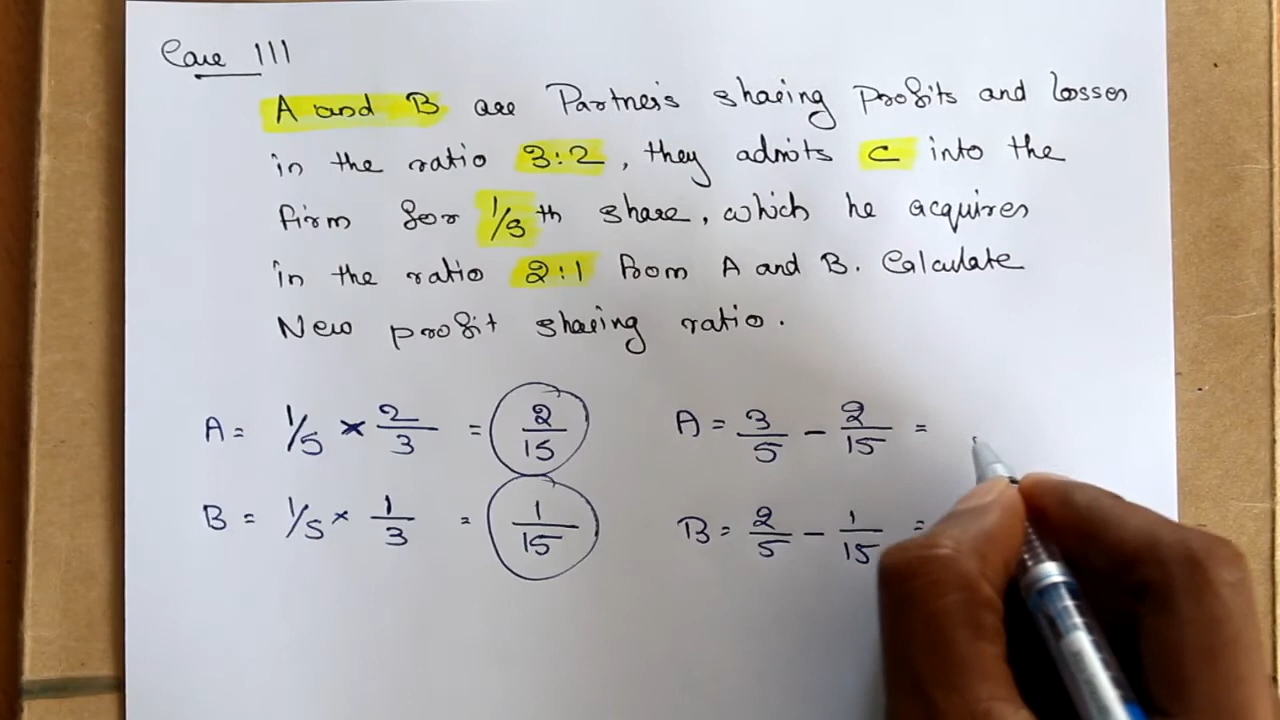 Case III
A and B are Partners sharing Profits and losses
in the ratio 3:2, they admits C into the
firm for 1/5th share, which he acquires
in the ratio 2:1 from A and B. Calculate
New profit sharing ratio.
A = 1/5 × 2/3 = 2/15
A = 3/5 - 2/15 =
B = 1/5 × 1/3 = 1/15
B = 2/5 - 1/15 =